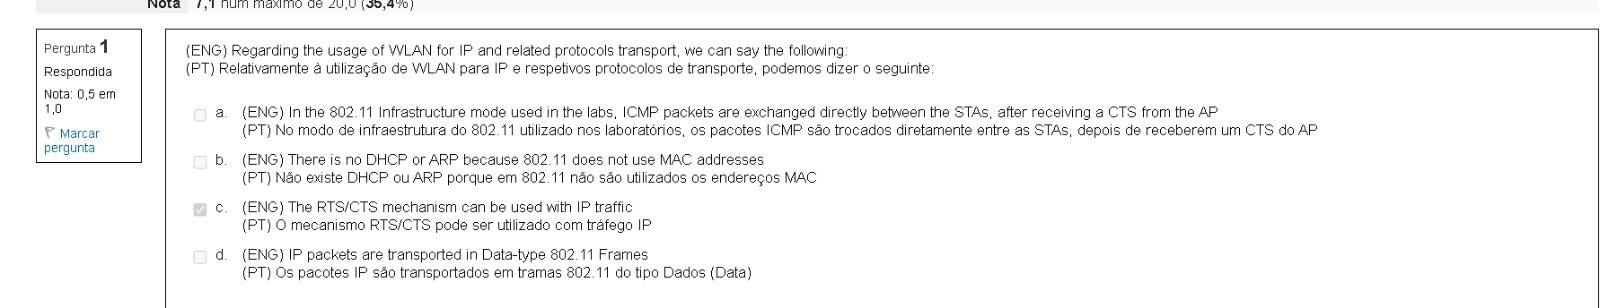 Nota 7,1 num máximo de 20,0 (35,4%)
Pergunta 1
Respondida
Nota: 0,5 em
1,0
Marcar
pergunta
(ENG) Regarding the usage of WLAN for IP and related protocols transport, we can say the following:
(PT) Relativamente à utilização de WLAN para IP e respetivos protocolos de transporte, podemos dizer o seguinte:
a. (ENG) In the 802.11 Infrastructure mode used in the labs, ICMP packets are exchanged directly between the STAs, after receiving a CTS from the AP
(PT) No modo de infraestrutura do 802.11 utilizado nos laboratórios, os pacotes ICMP são trocados diretamente entre as STAs, depois de receberem um CTS do AP
b. (ENG) There is no DHCP or ARP because 802.11 does not use MAC addresses
(PT) Não existe DHCP ou ARP porque em 802.11 não são utilizados os endereços MAC
c. (ENG) The RTS/CTS mechanism can be used with IP traffic
(PT) O mecanismo RTS/CTS pode ser utilizado com tráfego IP
d. (ENG) IP packets are transported in Data-type 802.11 Frames
(PT) Os pacotes IP são transportados em tramas 802.11 do tipo Dados (Data)